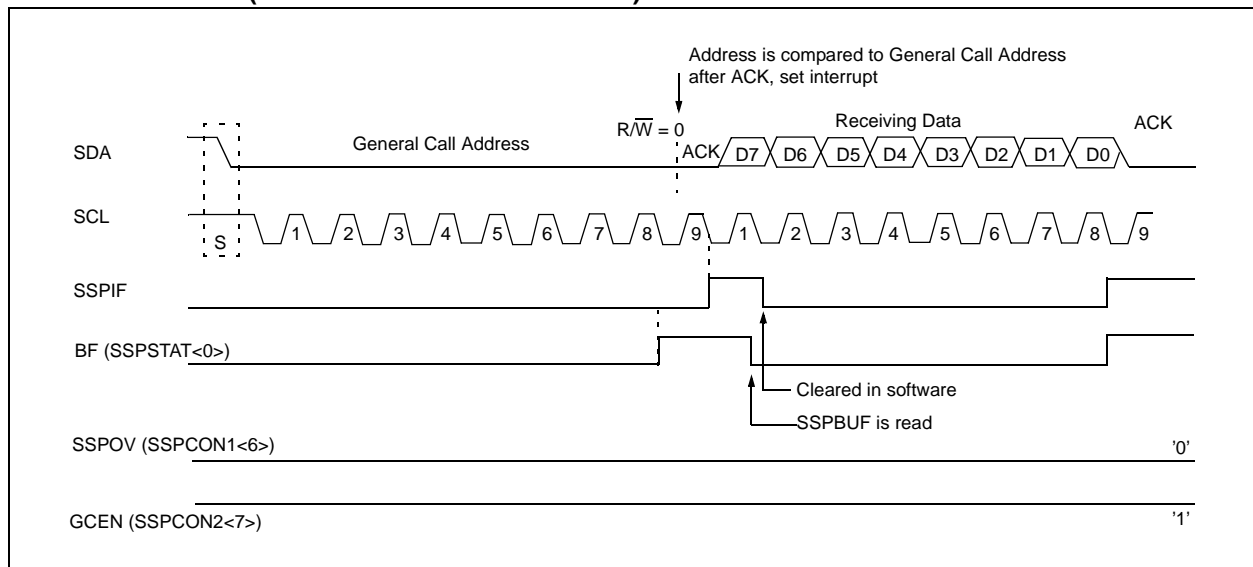 Address is compared to General Call Address
after ACK, set interrupt
R/W = 0
Receiving Data
ACK
General Call Address
SDA
ACK
D7 D6 D5 D4 D3 D2 D1 D0
SCL
S
1 2 3 4 5 6 7 8 9 1 2 3 4 5 6 7 8 9
SSPIF
BF (SSPSTAT<0>)
Cleared in software
SSPBUF is read
SSPOV (SSPCON1<6>)
'0'
GCEN (SSPCON2<7>)
'1'